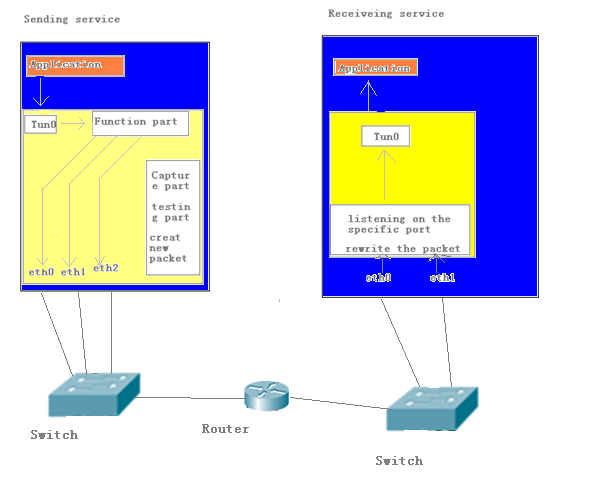 Sending service
Receiveing service
Application
Tun0
Function part
Captur
e part
testin
g part
creat
new
packet
eth0
eth1
eth2
Application
Tun0
listening on the
specific port
rewrite the packet
eth0
eth1
Switch
Router
Switch